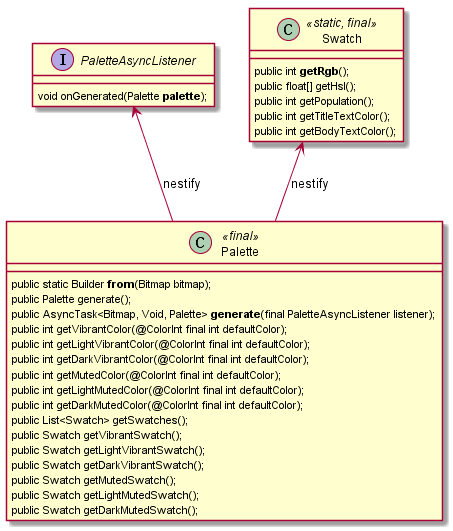 I PaletteAsyncListener
void onGenerated(Palette palette);
C «static, final»
Swatch
public int getRgb();
public float[] getHsl();
public int getPopulation();
public int getTitleTextColor();
public int getBodyTextColor();
nestify
nestify
C «final»
Palette
public static Builder from(Bitmap bitmap);
public Palette generate();
public AsyncTask<Bitmap, Void, Palette> generate(final PaletteAsyncListener listener);
public int getVibrantColor(@ColorInt final int defaultColor);
public int getLightVibrantColor(@ColorInt final int defaultColor);
public int getDarkVibrantColor(@ColorInt final int defaultColor);
public int getMutedColor(@ColorInt final int defaultColor);
public int getLightMutedColor(@ColorInt final int defaultColor);
public int getDarkMutedColor(@ColorInt final int defaultColor);
public List<Swatch> getSwatches();
public Swatch getVibrantSwatch();
public Swatch getLightVibrantSwatch();
public Swatch getDarkVibrantSwatch();
public Swatch getMutedSwatch();
public Swatch getLightMutedSwatch();
public Swatch getDarkMutedSwatch();